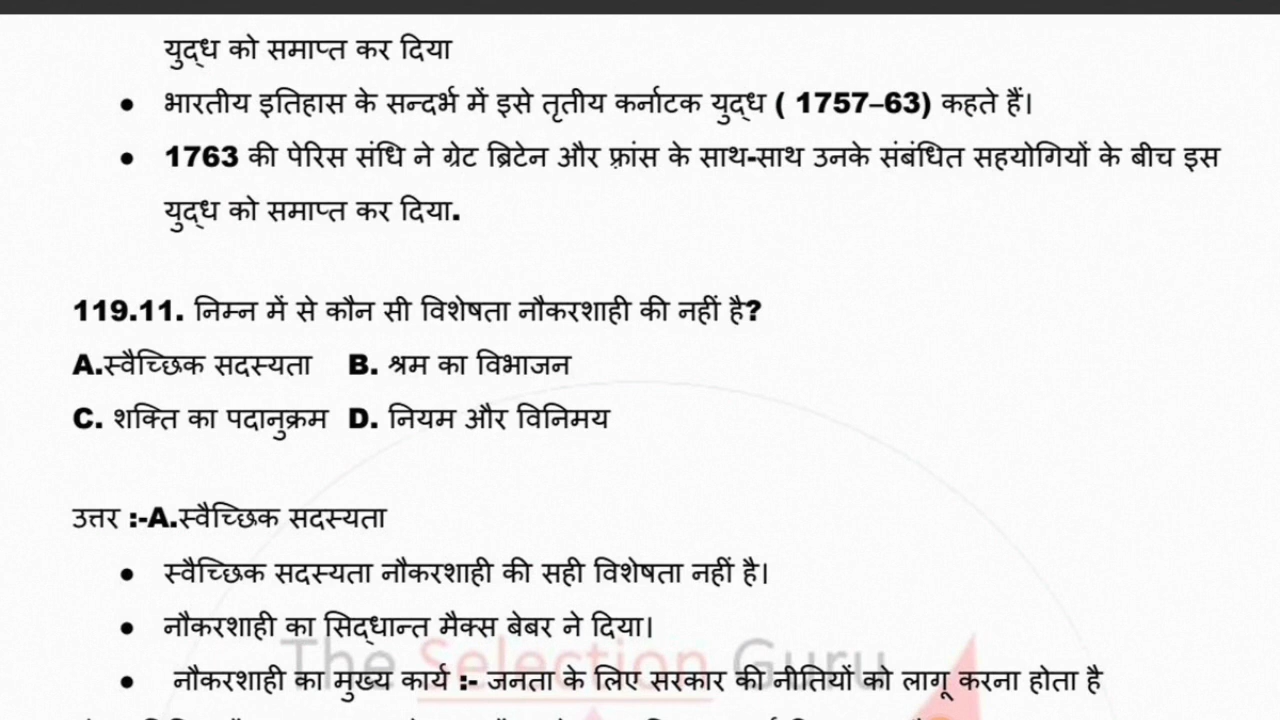 युद्ध को समाप्त कर दिया
● भारतीय इतिहास के सन्दर्भ में इसे तृतीय कर्नाटक युद्ध ( 1757–63) कहते हैं।
● 1763 की पेरिस संधि ने ग्रेट ब्रिटेन और फ़्रांस के साथ-साथ उनके संबंधित सहयोगियों के बीच इस
युद्ध को समाप्त कर दिया.
119.11. निम्न में से कौन सी विशेषता नौकरशाही की नहीं है?
A.स्वैच्छिक सदस्यता B. श्रम का विभाजन
C. शक्ति का पदानुक्रम D. नियम और विनिमय
उत्तर :-A.स्वैच्छिक सदस्यता
● स्वैच्छिक सदस्यता नौकरशाही की सही विशेषता नहीं है।
● नौकरशाही का सिद्धान्त मैक्स बेबर ने दिया।
The Selection Guru
● नौकरशाही का मुख्य कार्य :- जनता के लिए सरकार की नीतियों को लागू करना होता है